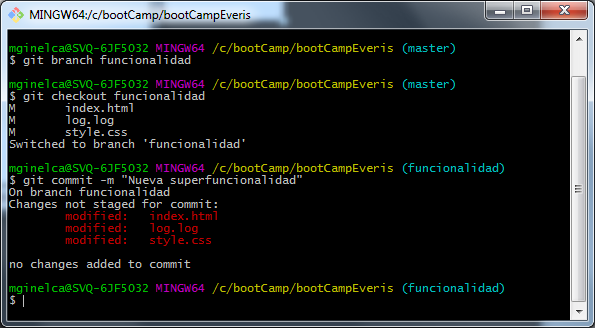 MINGW64:/c/bootCamp/bootCampEveris
mginelca@SVQ-6JF5032 MINGW64 /c/bootCamp/bootCampEveris (master)
$ git branch funcionalidad
mginelca@SVQ-6JF5032 MINGW64 /c/bootCamp/bootCampEveris (master)
$ git checkout funcionalidad
M index.html
M log.log
M style.css
Switched to branch 'funcionalidad'
mginelca@SVQ-6JF5032 MINGW64 /c/bootCamp/bootCampEveris (funcionalidad)
$ git commit -m "Nueva superfuncionalidad"
On branch funcionalidad
Changes not staged for commit:
modified: index.html
modified: log.log
modified: style.css
no changes added to commit
mginelca@SVQ-6JF5032 MINGW64 /c/bootCamp/bootCampEveris (funcionalidad)
$